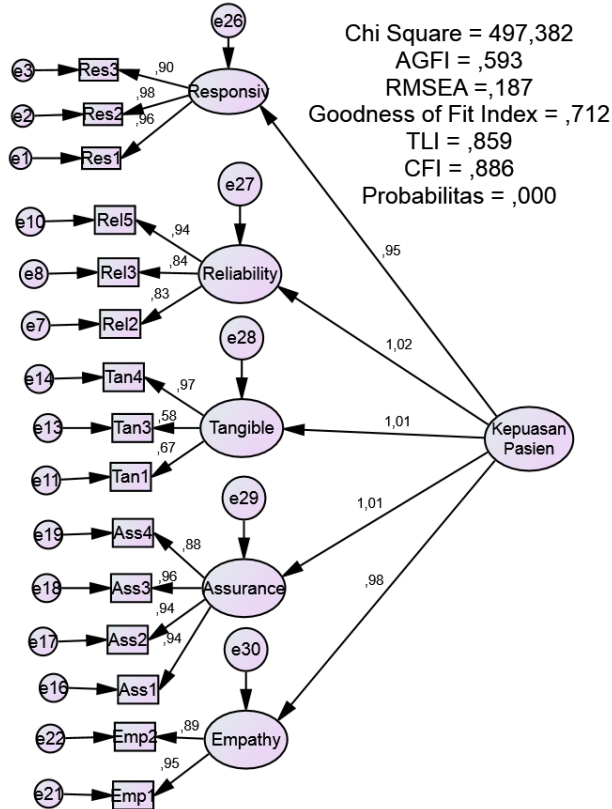 Chi Square = 497,382
AGFI = ,593
RMSEA =,187
Goodness of Fit Index = ,712
TLI = ,859
CFI = ,886
Probabilitas = ,000
e26
e3
Res3
,90
Responsiv
e2
Res2
,98
e1
Res1
,96
,95
e27
e10
Rel5
,94
e8
Rel3
,84
Reliability
e7
Rel2
,83
1,02
e28
e14
Tan4
,97
e13
Tan3
,58
Tangible
e11
Tan1
,67
1,01
Kepuasan
Pasien
e29
e19
Ass4
,88
e18
Ass3
,96
Assurance
e17
Ass2
,94
e16
Ass1
,94
1,01
e30
e22
Emp2
,89
Empathy
e21
Emp1
,95
,98